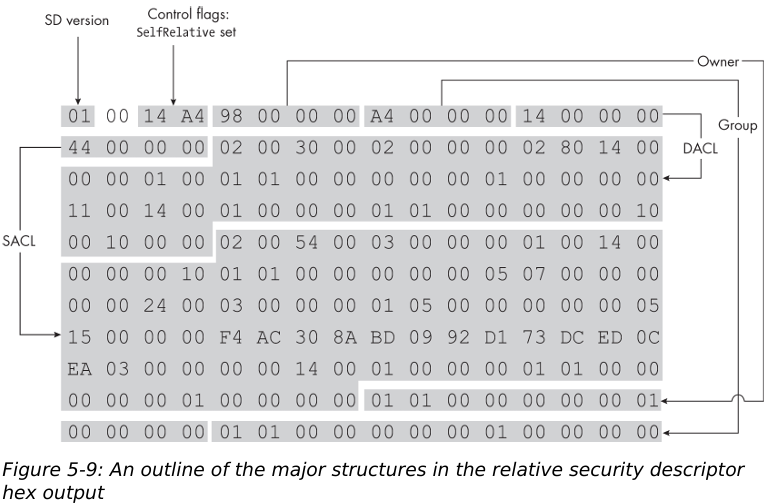 Control flags:
SelfRelative set
SD version
Owner
01 00 14 A4 98 00 00 00 A4 00 00 00 14 00 00 00
Group
44 00 00 00 02 00 30 00 02 00 00 00 02 80 14 00
DACL
00 00 01 00 01 01 00 00 00 00 00 01 00 00 00 00
11 00 14 00 01 00 00 00 01 01 00 00 00 00 00 10
SACL
00 10 00 00 02 00 54 00 03 00 00 00 01 00 14 00
00 00 00 10 01 01 00 00 00 00 05 07 00 00 00
00 00 24 00 03 00 00 00 01 05 00 00 00 00 00 05
15 00 00 00 F4 AC 30 8A BD 09 92 D1 73 DC ED 0C
EA 03 00 00 00 00 14 00 01 00 00 00 01 01 00 00
00 00 00 01 00 00 00 00 01 01 00 00 00 00 00 01
00 00 00 00 01 01 00 00 00 00 00 01 00 00 00 00
Figure 5-9: An outline of the major structures in the relative security descriptor
hex output